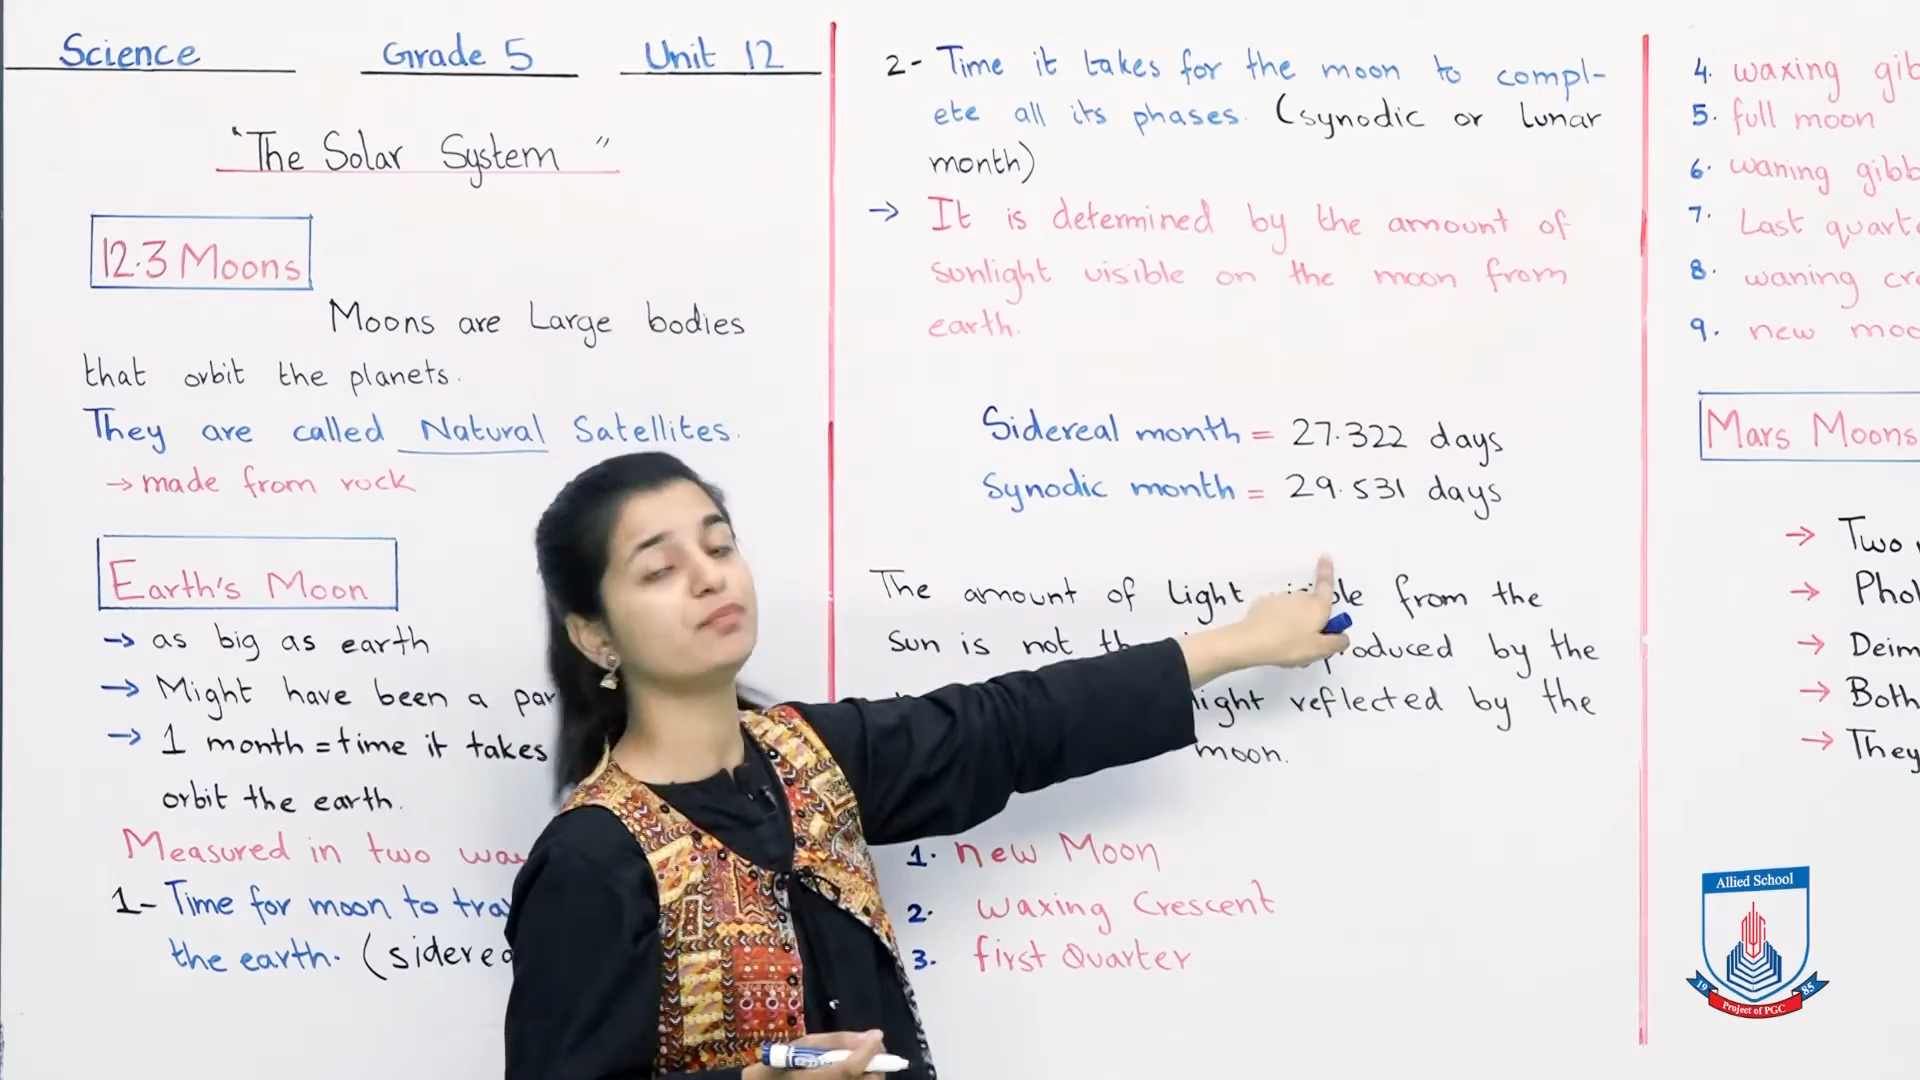 Science Grade 5 Unit 12
"The Solar System"
12.3 Moons
Moons are Large bodies
that orbit the planets.
They are called Natural Satellites.
→ made from rock
Earth's Moon
→ as big as earth
→ Might have been a
→ 1 month = time it takes
orbit the earth.
Measured in two
1- Time for moon to
the earth. (
2- Time it takes for the moon to compl-
ete all its phases. (synodic or lunar
month)
→ It is determined by the amount of
sunlight visible on the moon from
earth.
Sidereal month = 27.322 days
Synodic month = 29.531 days
The amount of light from the
sun is not by the
reflected by the
moon.
1. new Moon
2. waxing Crescent
3. first Quarter
4. waxing
5. full moon
6. waning
7. Last
8. waning
9. new
Mars Moons
→ Two
→
→
→ Both
→ They
Allied School
19 85
Project of PGC